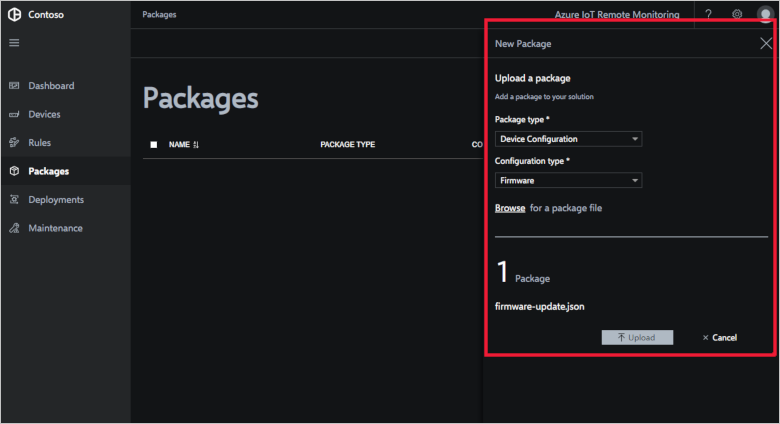 Contoso
Packages
Azure IoT Remote Monitoring
?
Dashboard
Devices
Rules
Packages
Deployments
Maintenance
Packages
NAME
PACKAGE TYPE
CO
New Package
Upload a package
Add a package to your solution
Package type *
Device Configuration
Configuration type *
Firmware
Browse for a package file
1 Package
firmware-update.json
Upload
× Cancel